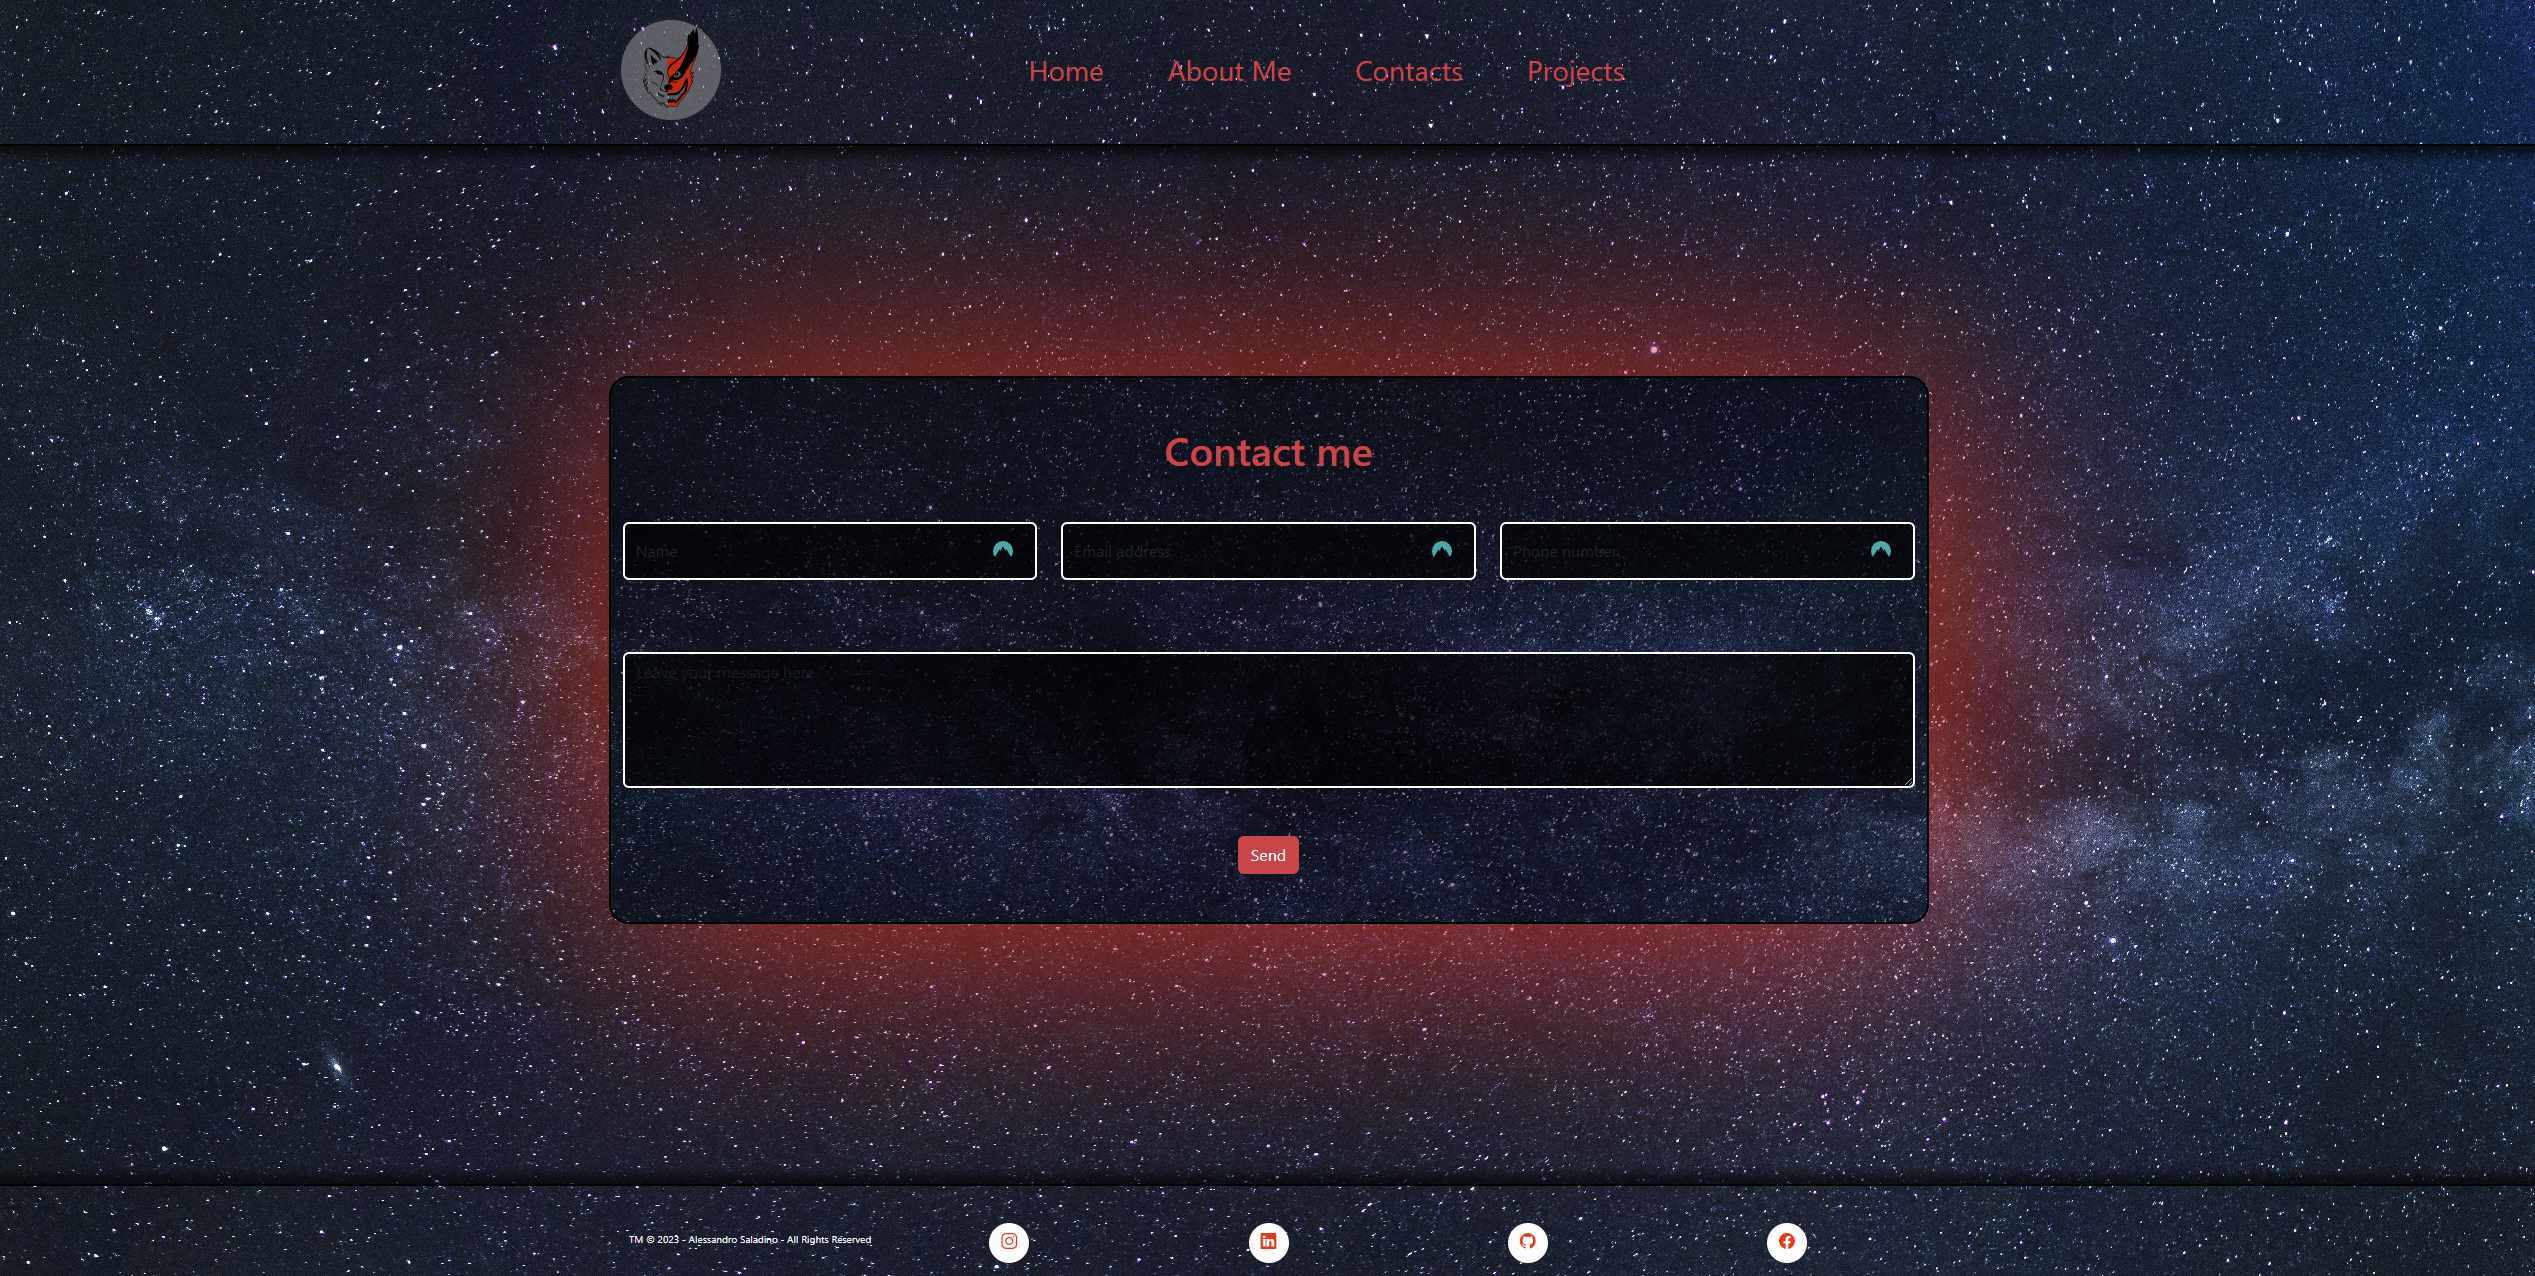 Home About Me Contacts Projects
Contact me
Name Email address Phone number
Leave your message here
Send
TM © 2023 - Alessandro Saladino - All Rights Reserved